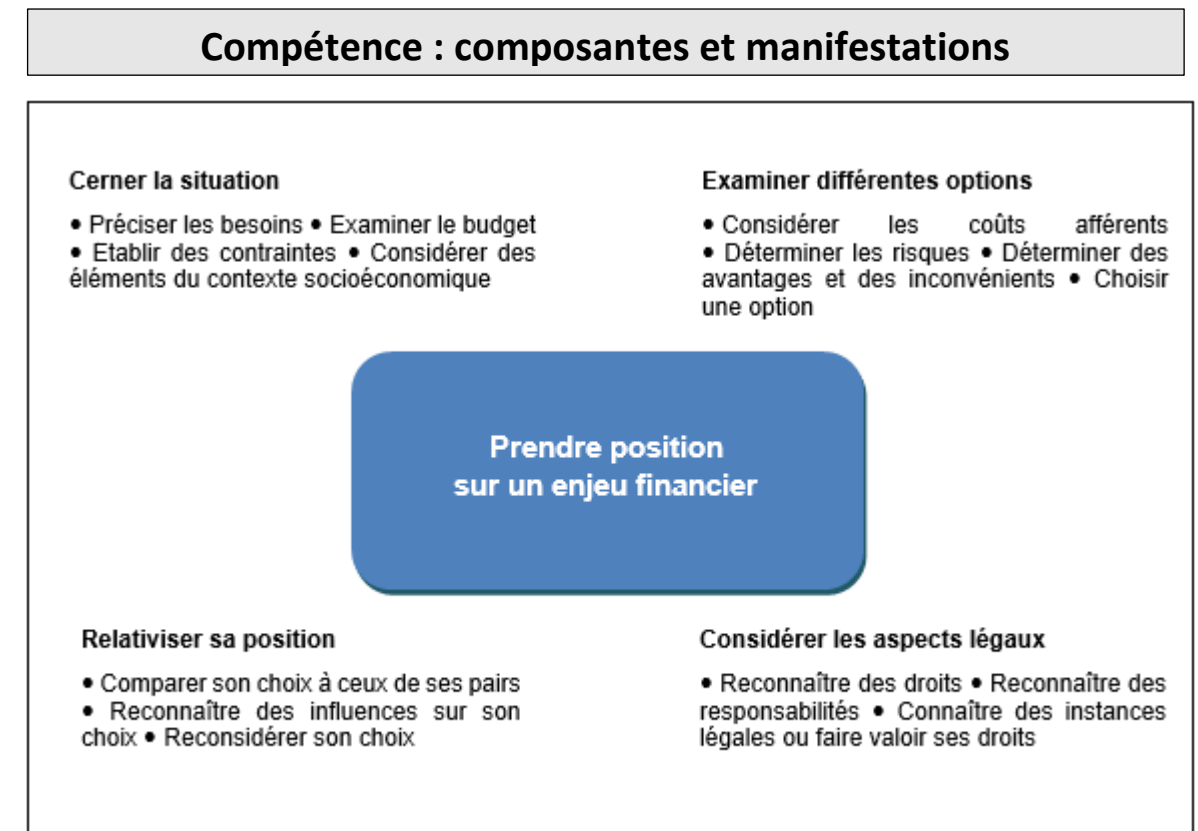 Compétence : composantes et manifestations
Cerner la situation
• Préciser les besoins • Examiner le budget
• Etablir des contraintes • Considérer des
éléments du contexte socioéconomique
Examiner différentes options
• Considérer les coûts afférents
• Déterminer les risques • Déterminer des
avantages et des inconvénients • Choisir
une option
Prendre position
sur un enjeu financier
Relativiser sa position
• Comparer son choix à ceux de ses pairs
• Reconnaître des influences sur son
choix • Reconsidérer son choix
Considérer les aspects légaux
• Reconnaître des droits • Reconnaître des
responsabilités • Connaître des instances
légales ou faire valoir ses droits